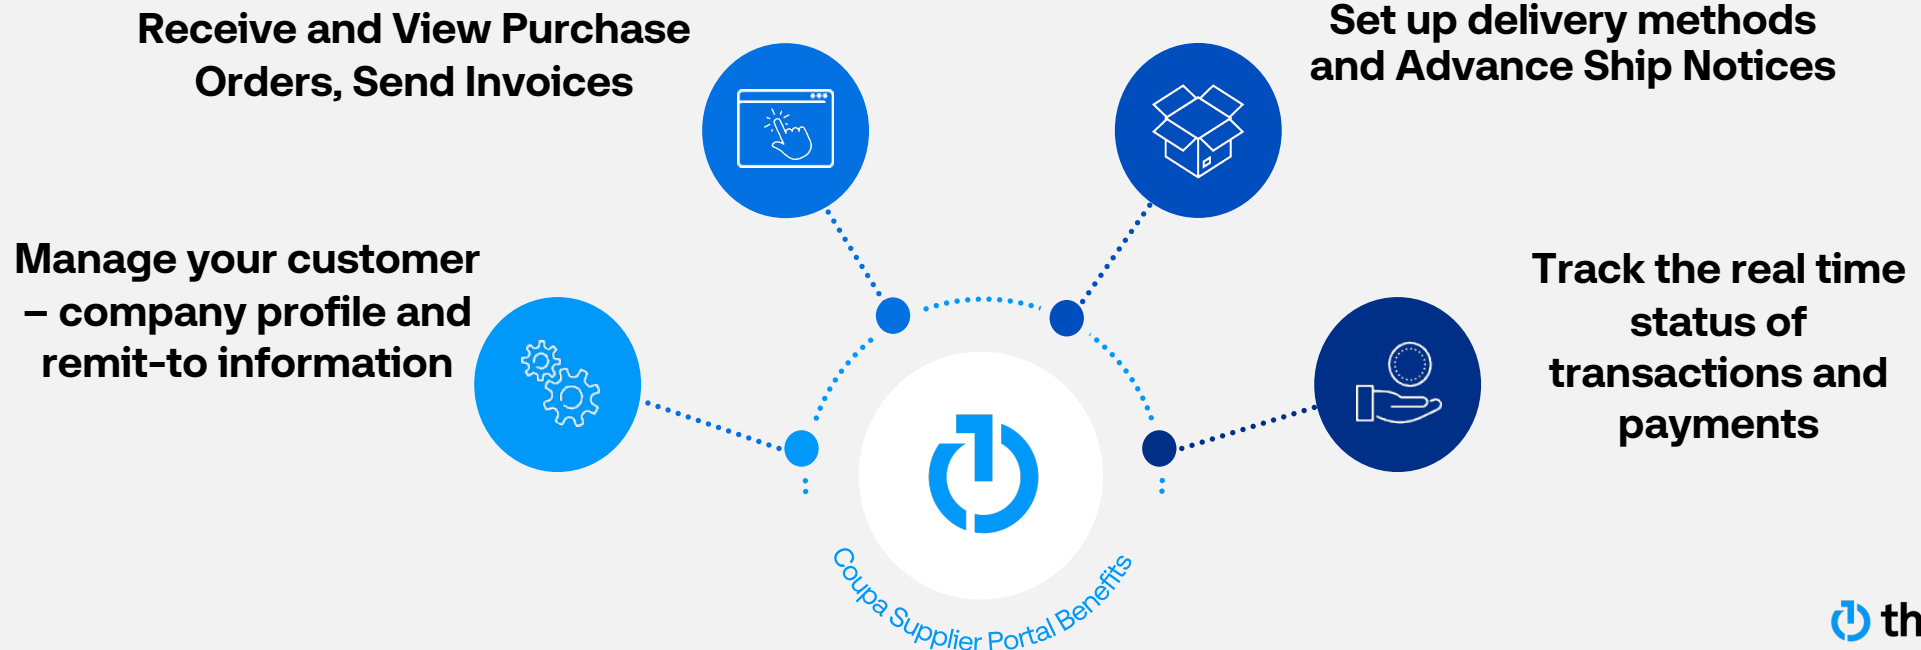 Receive and View Purchase
Orders, Send Invoices
Set up delivery methods
and Advance Ship Notices
Manage your customer
– company profile and
remit-to information
Track the real time
status of
transactions and
payments
Coupa Supplier Portal Benefits
th